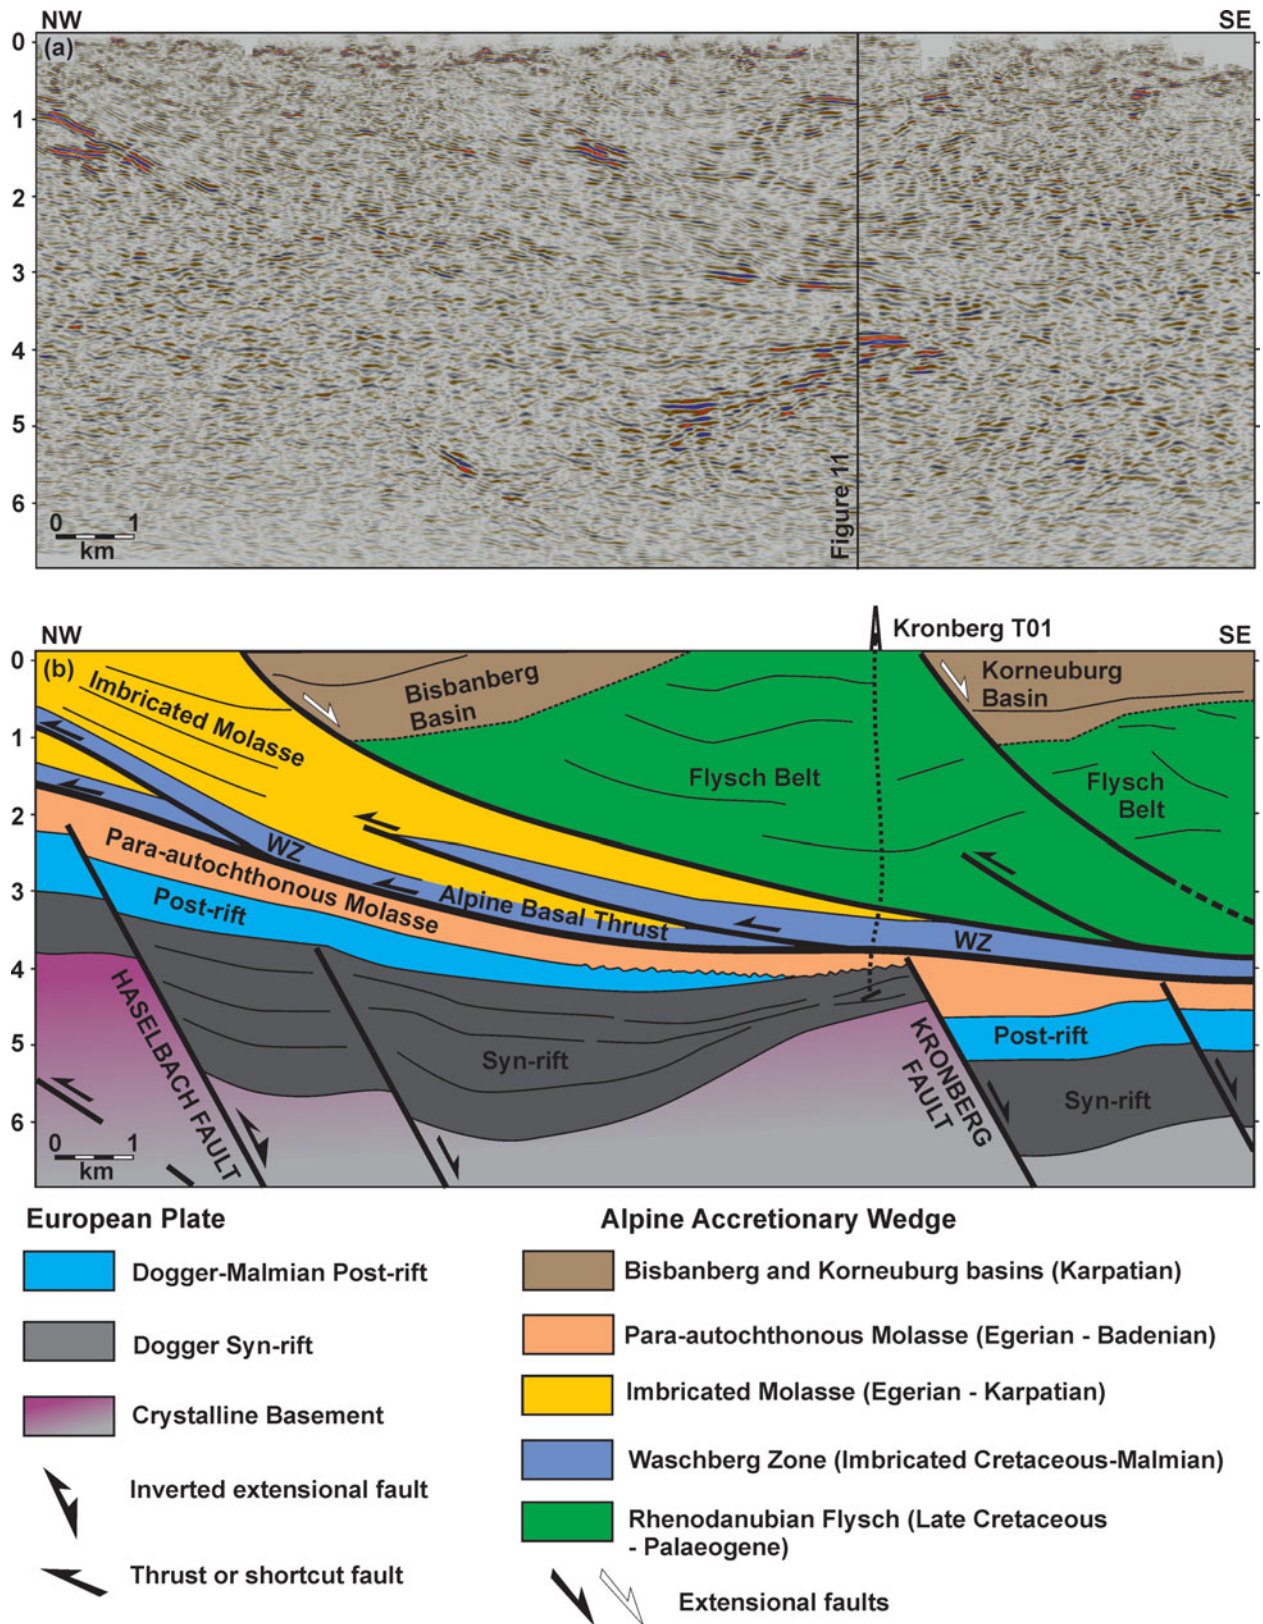 NW
SE
(a)
0
1
2
3
4
5
6
0 1
km
Figure 11
Kronberg T01
NW
SE
(b)
0
1
2
3
4
5
6
Imbricated Molasse
Bisbanberg
Basin
Korneuburg
Basin
Flysch Belt
Flysch
Belt
WZ
Para-autochthonous Molasse
Alpine Basal Thrust
WZ
Post-rift
HASELBACH FAULT
Syn-rift
KRONBERG
FAULT
Post-rift
Syn-rift
0 1
km
European Plate
Dogger-Malmian Post-rift
Dogger Syn-rift
Crystalline Basement
Inverted extensional fault
Thrust or shortcut fault
Alpine Accretionary Wedge
Bisbanberg and Korneuburg basins (Karpatian)
Para-autochthonous Molasse (Egerian - Badenian)
Imbricated Molasse (Egerian - Karpatian)
Waschberg Zone (Imbricated Cretaceous-Malmian)
Rhenodanubian Flysch (Late Cretaceous
- Palaeogene)
Extensional faults